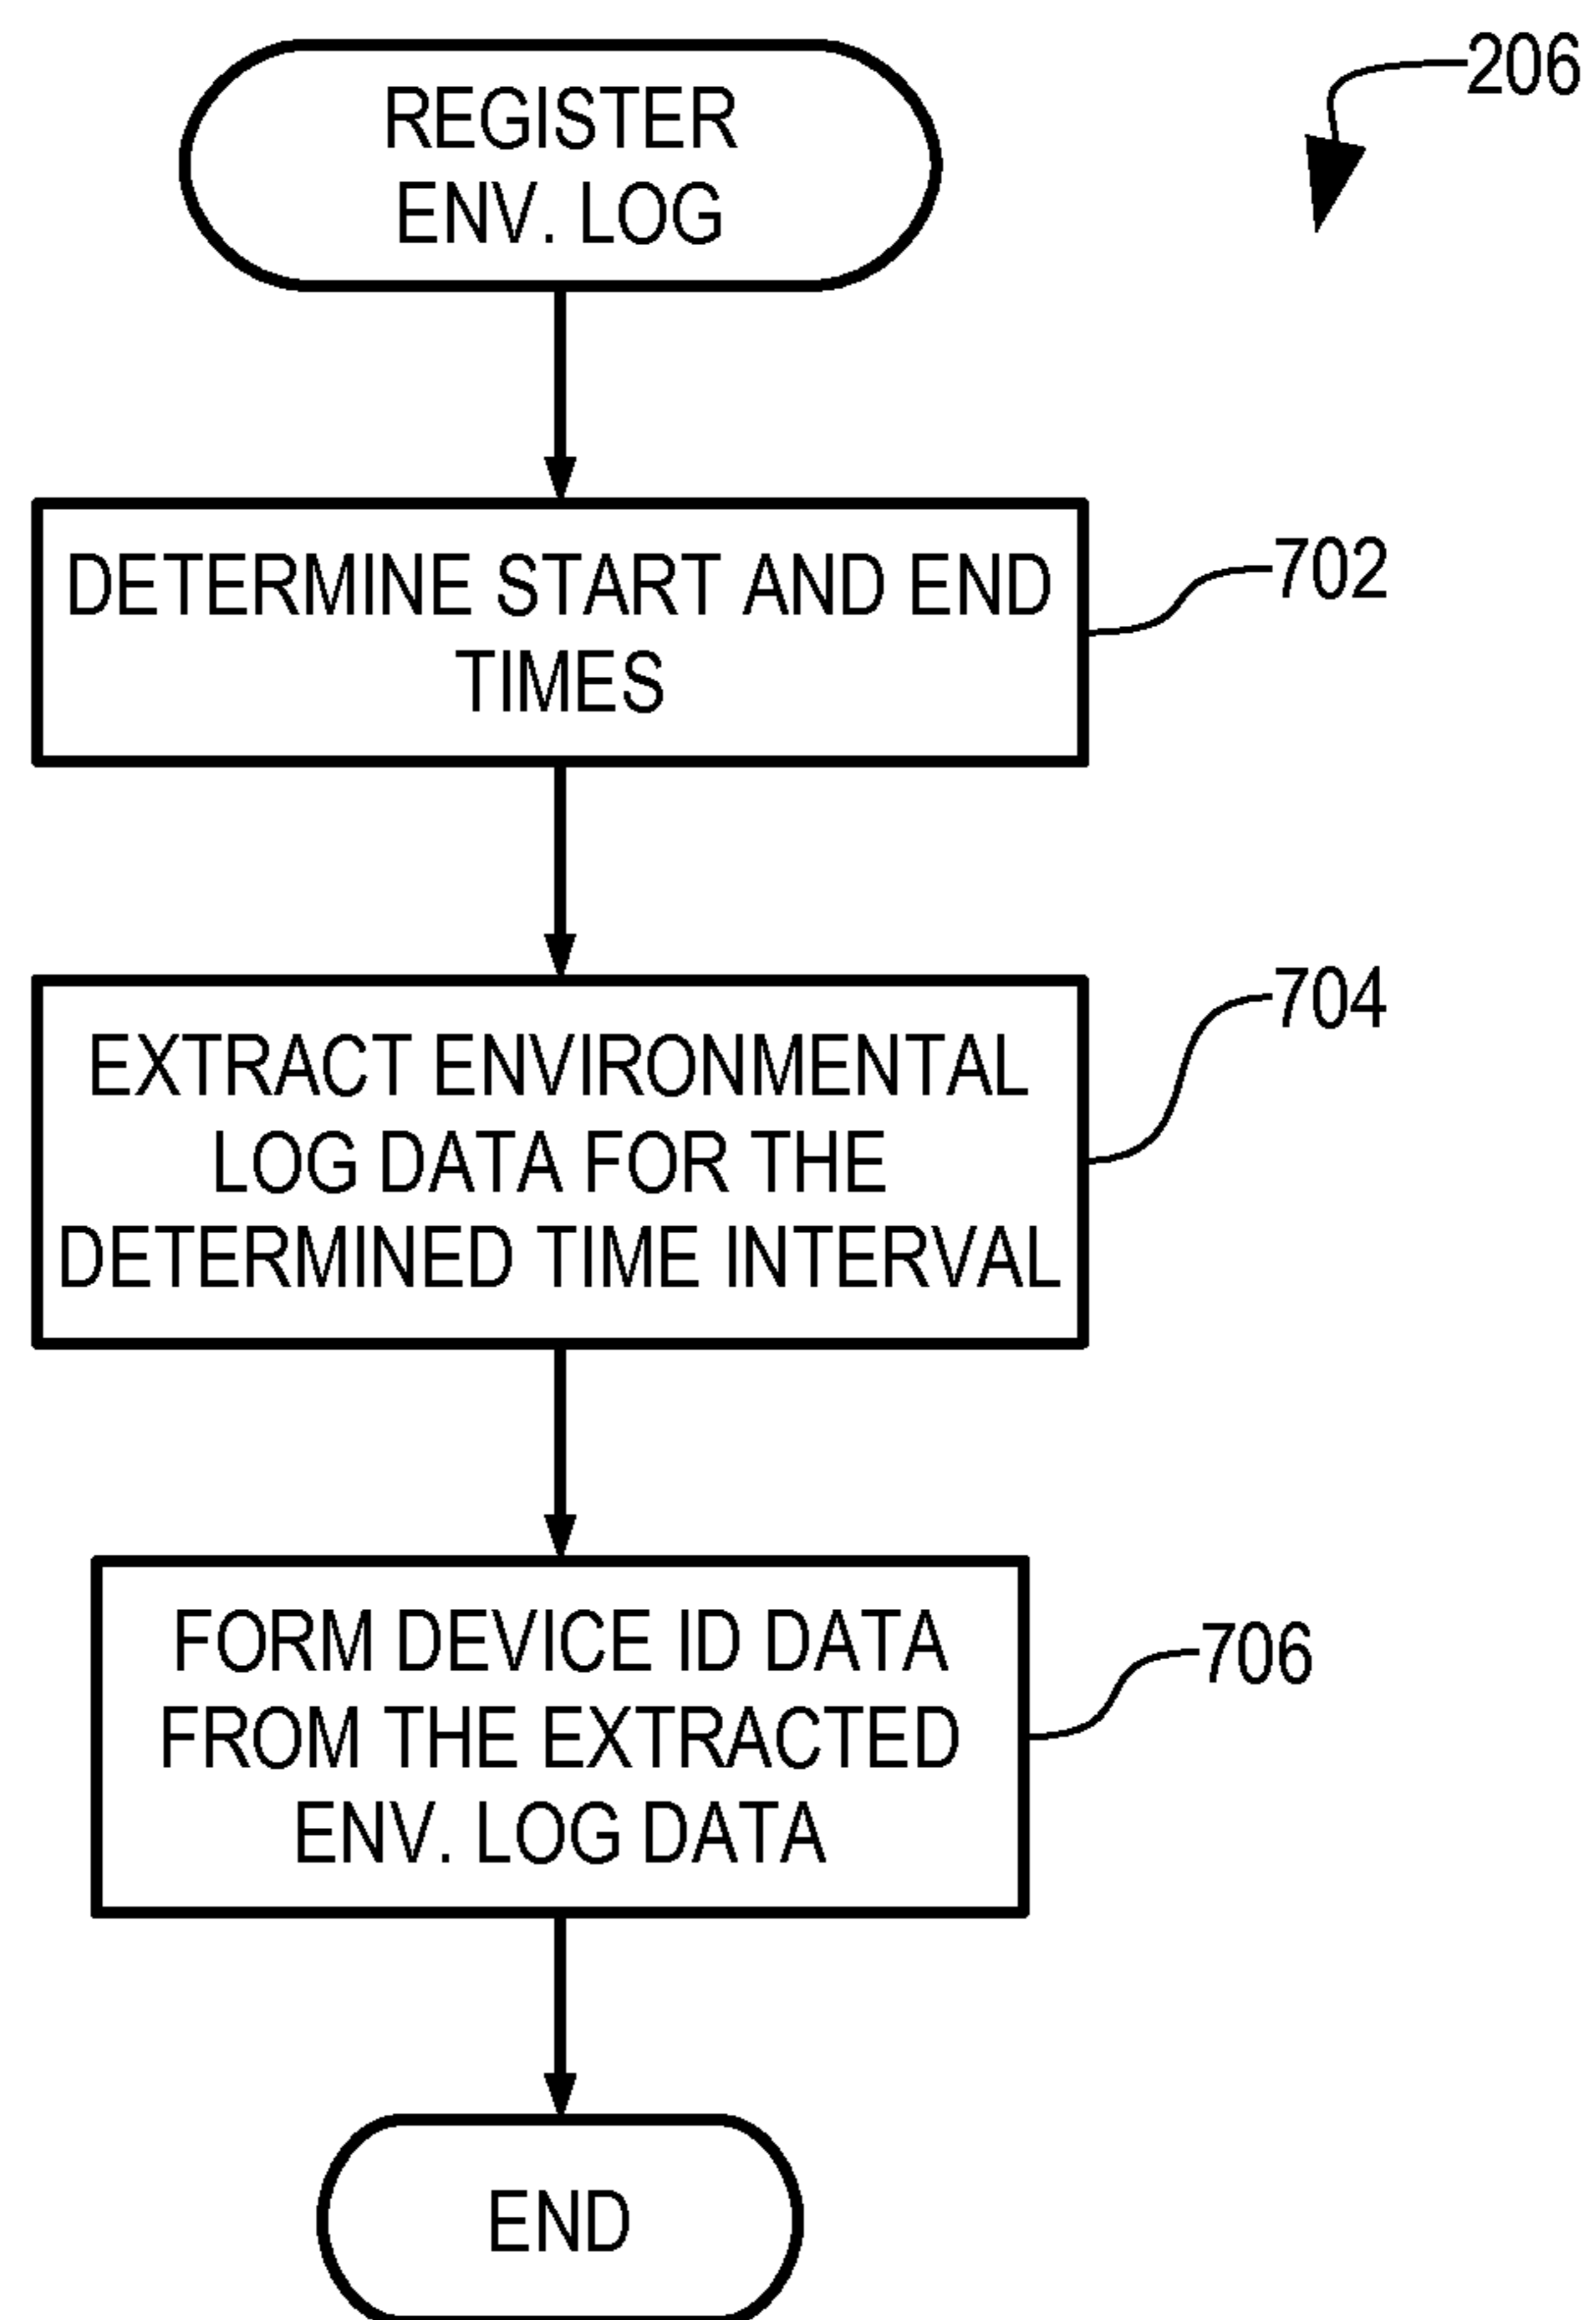 206
REGISTER
ENV. LOG
DETERMINE START AND END
TIMES
702
EXTRACT ENVIRONMENTAL
LOG DATA FOR THE
DETERMINED TIME INTERVAL
704
FORM DEVICE ID DATA
FROM THE EXTRACTED
ENV. LOG DATA
706
END